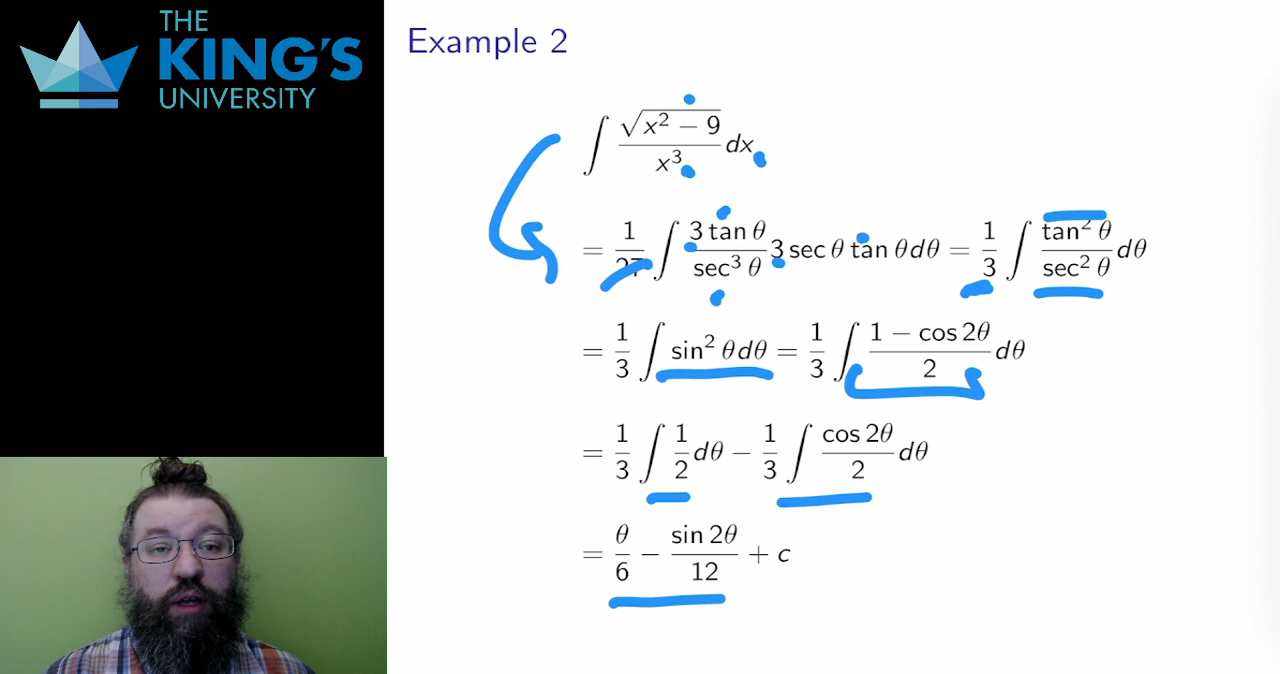 THE
KING'S
UNIVERSITY
Example 2
∫ √(x² − 9) / x³ dx
= 1/27 ∫ (3 tan θ / sec³ θ) 3 sec θ tan θ dθ = 1/3 ∫ (tan² θ / sec² θ) dθ
= 1/3 ∫ sin² θ dθ = 1/3 ∫ (1 − cos 2θ)/2 dθ
= 1/3 ∫ 1/2 dθ − 1/3 ∫ (cos 2θ)/2 dθ
= θ/6 − (sin 2θ)/12 + c